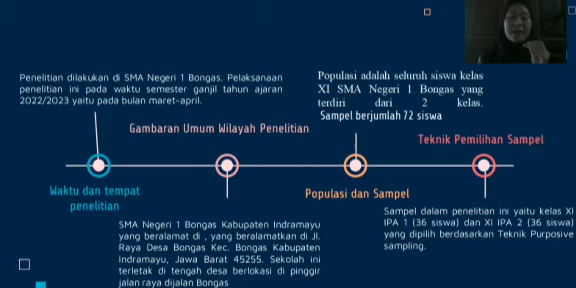 Penelitian dilakukan di SMA Negeri 1 Bongas. Pelaksanaan
penelitian ini pada waktu semester ganjil tahun ajaran
2022/2023 yaitu pada bulan maret-april.
Populasi adalah seluruh siswa kelas
XI SMA Negeri 1 Bongas yang
terdiri dari 2 kelas.
Sampel berjumlah 72 siswa
Gambaran Umum Wilayah Penelitian
Teknik Pemilihan Sampel
Waktu dan tempat
penelitian
Populasi dan Sampel
SMA Negeri 1 Bongas Kabupaten Indramayu
yang beralamat di , yang beralamatkan di Jl.
Raya Desa Bongas Kec. Bongas Kabupaten
Indramayu, Jawa Barat 45255. Sekolah ini
terletak di tengah desa berlokasi di pinggir
jalan raya dijalan Bongas
Sampel dalam penelitian ini yaitu kelas XI
IPA 1 (36 siswa) dan XI IPA 2 (36 siswa)
yang dipilih berdasarkan Teknik Purposive
sampling.